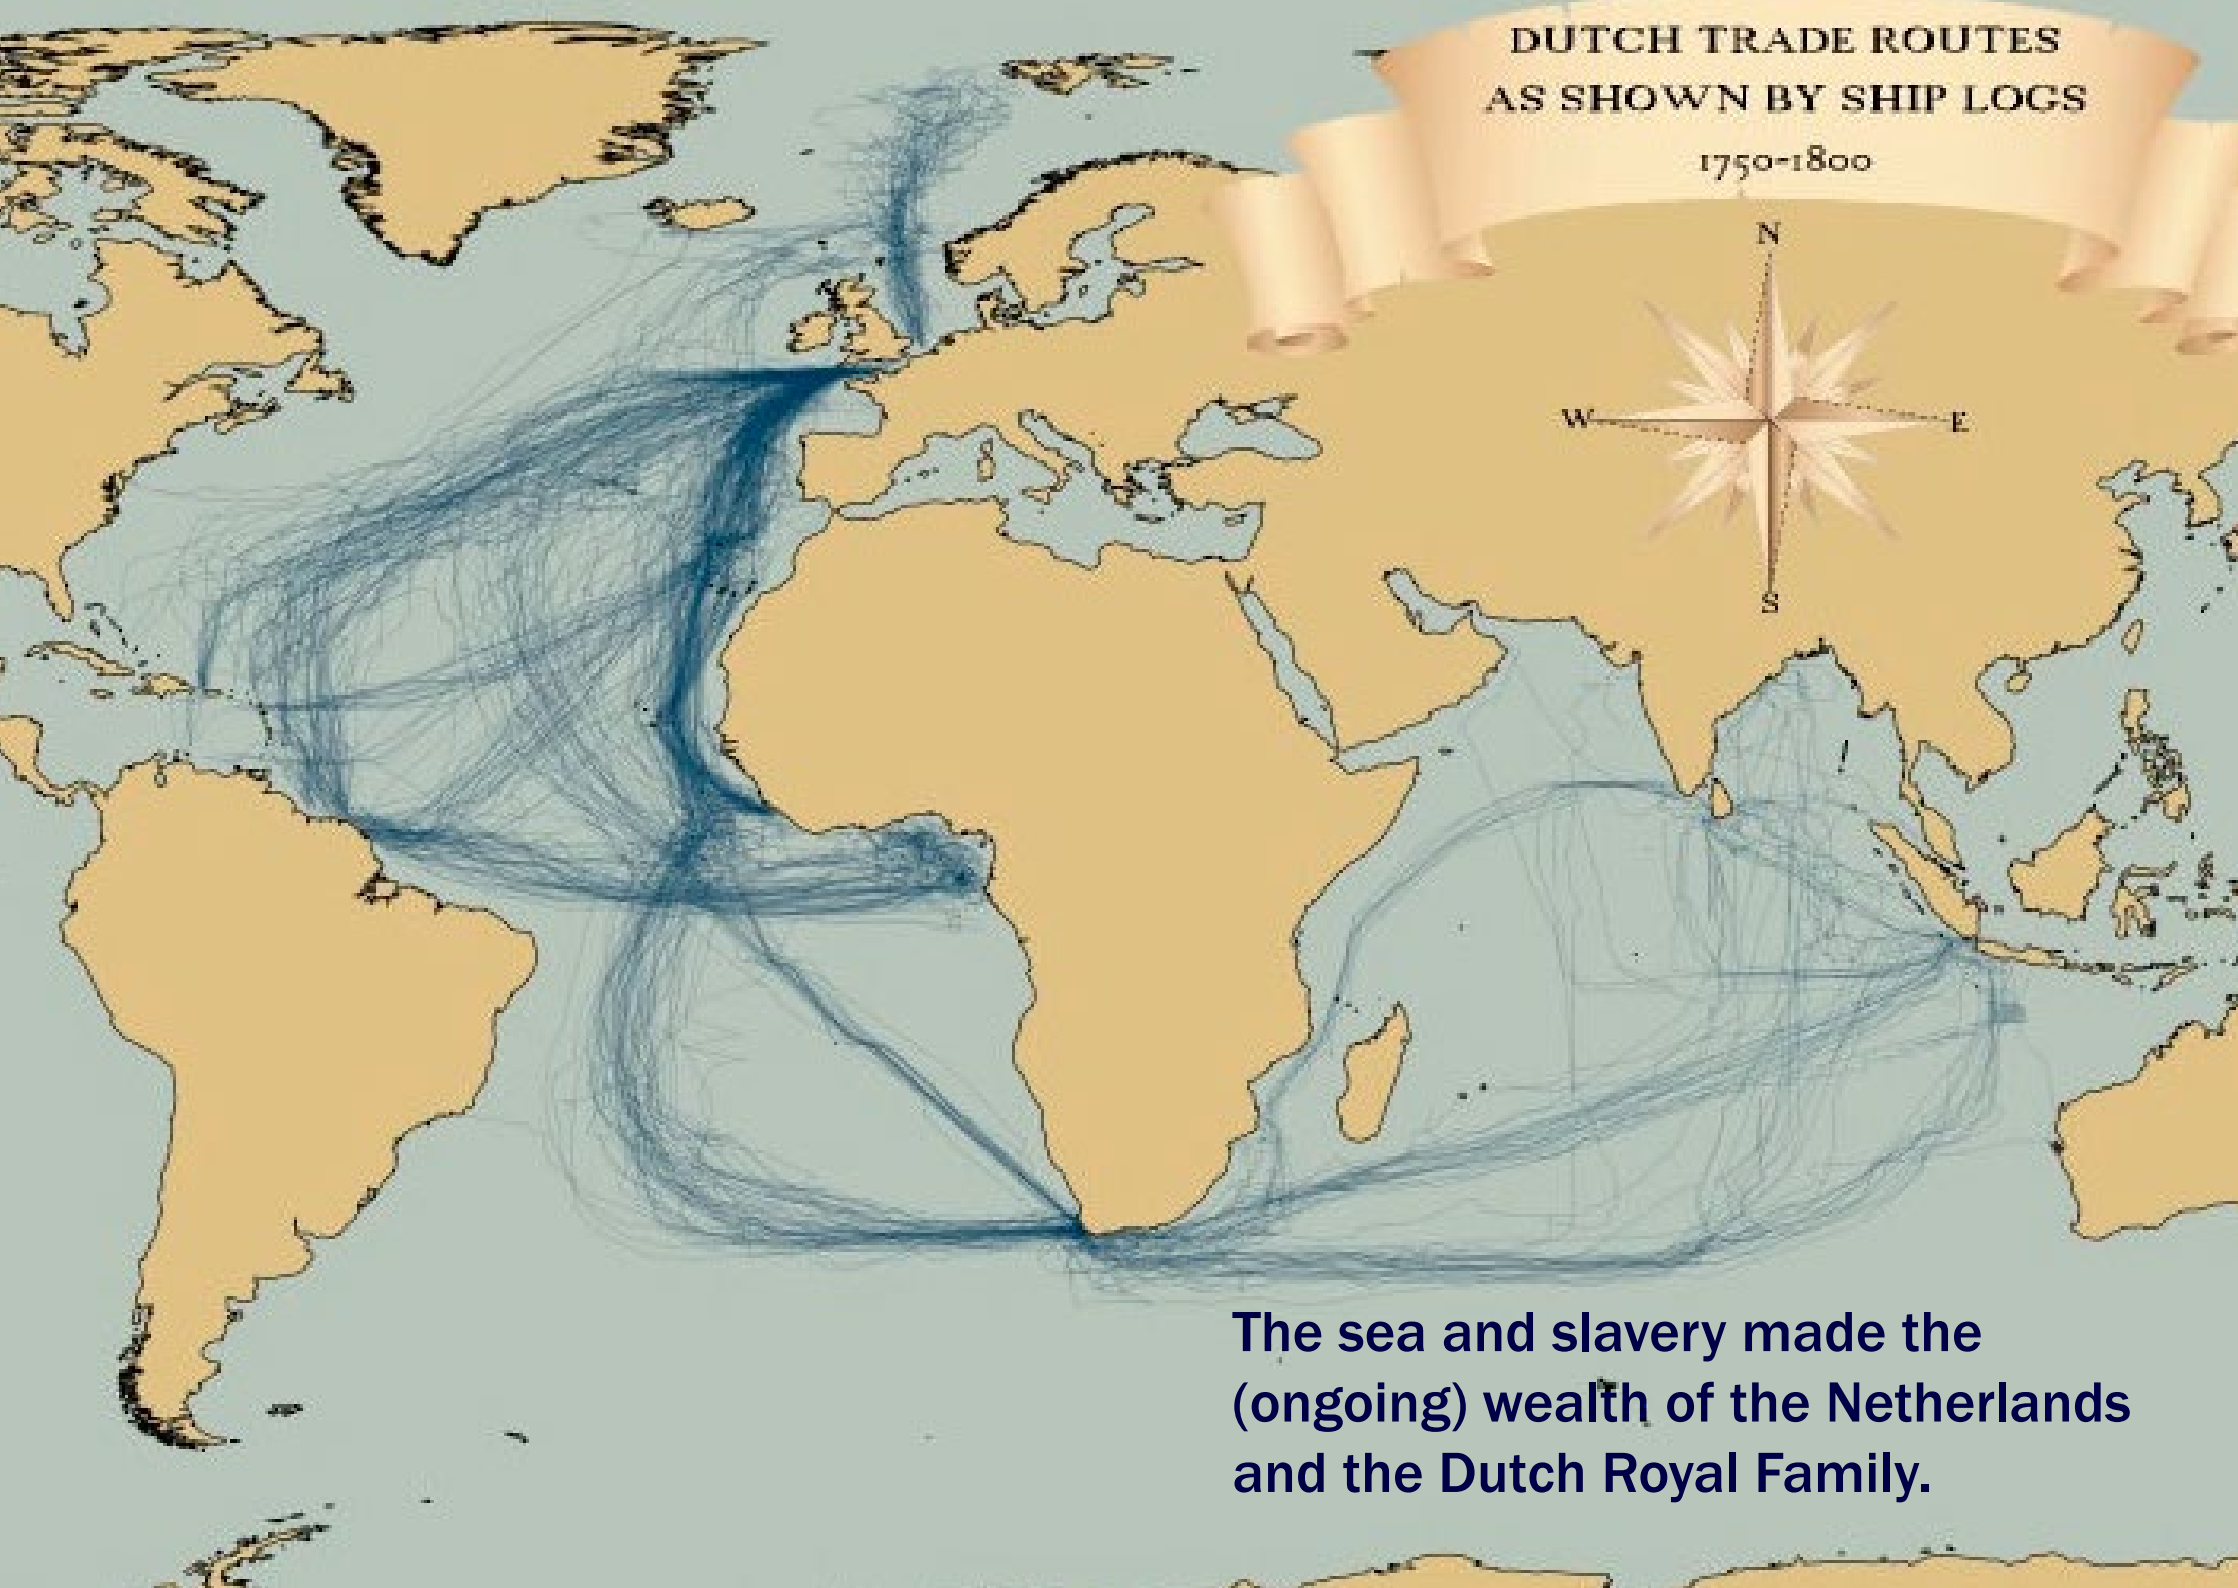 DUTCH TRADE ROUTES
AS SHOWN BY SHIP LOGS
1750-1800
N
W
E
S
The sea and slavery made the
(ongoing) wealth of the Netherlands
and the Dutch Royal Family.